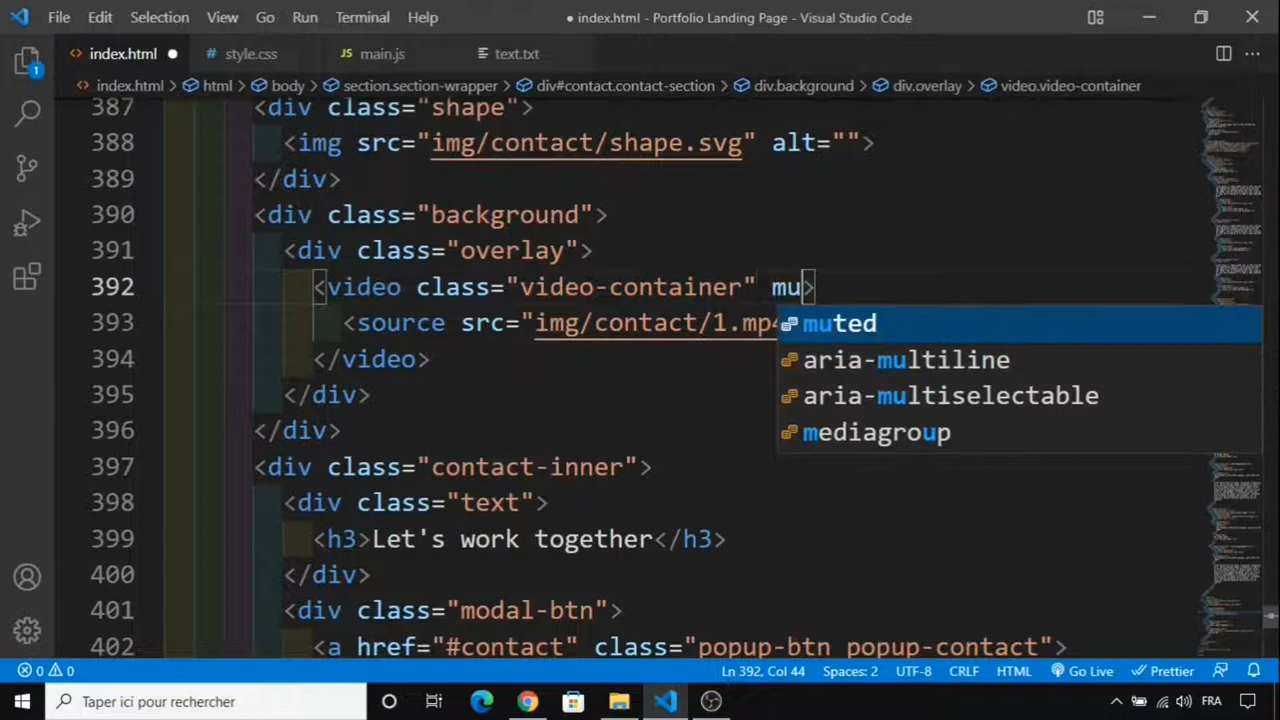 File Edit Selection View Go Run Terminal Help ● index.html - Portfolio Landing Page - Visual Studio Code
index.html ● # style.css JS main.js text.txt
index.html > html > body > section.section-wrapper > div#contact.contact-section > div.background > div.overlay > video.video-container
1
387 <div class="shape">
388 <img src="img/contact/shape.svg" alt="">
389 </div>
390 <div class="background">
391 <div class="overlay">
392 <video class="video-container" mu>
393 <source src="img/contact/1.mp4
muted
394 </video>
aria-multiline
395 </div>
aria-multiselectable
396 </div>
mediagroup
397 <div class="contact-inner">
398 <div class="text">
399 <h3>Let's work together</h3>
400 </div>
401 <div class="modal-btn">
402 <a href="#contact" class="popup-btn popup-contact">
0 0 Ln 392, Col 44 Spaces: 2 UTF-8 CRLF HTML Go Live Prettier
Taper ici pour rechercher FRA